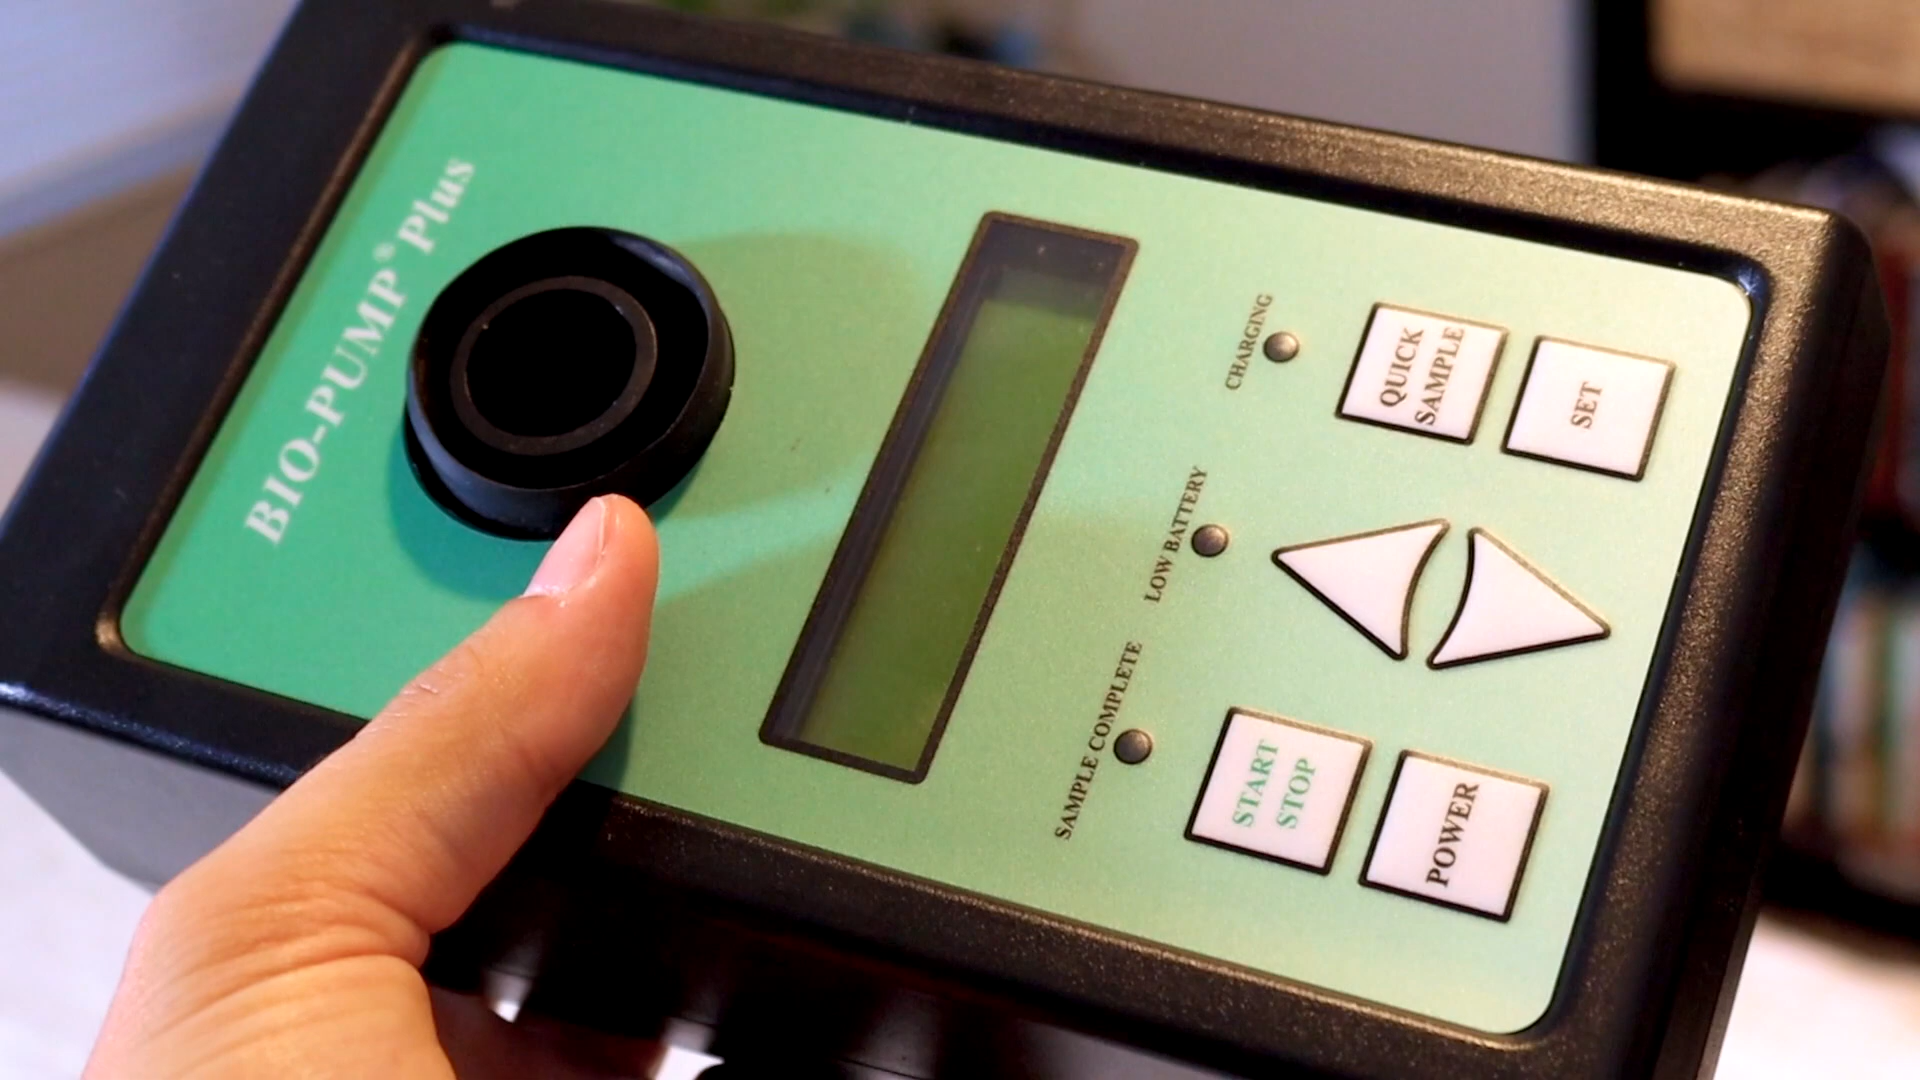 BIO-PUMP® Plus
CHARGING
LOW BATTERY
SAMPLE COMPLETE
QUICK
SAMPLE
SET
START
STOP
POWER